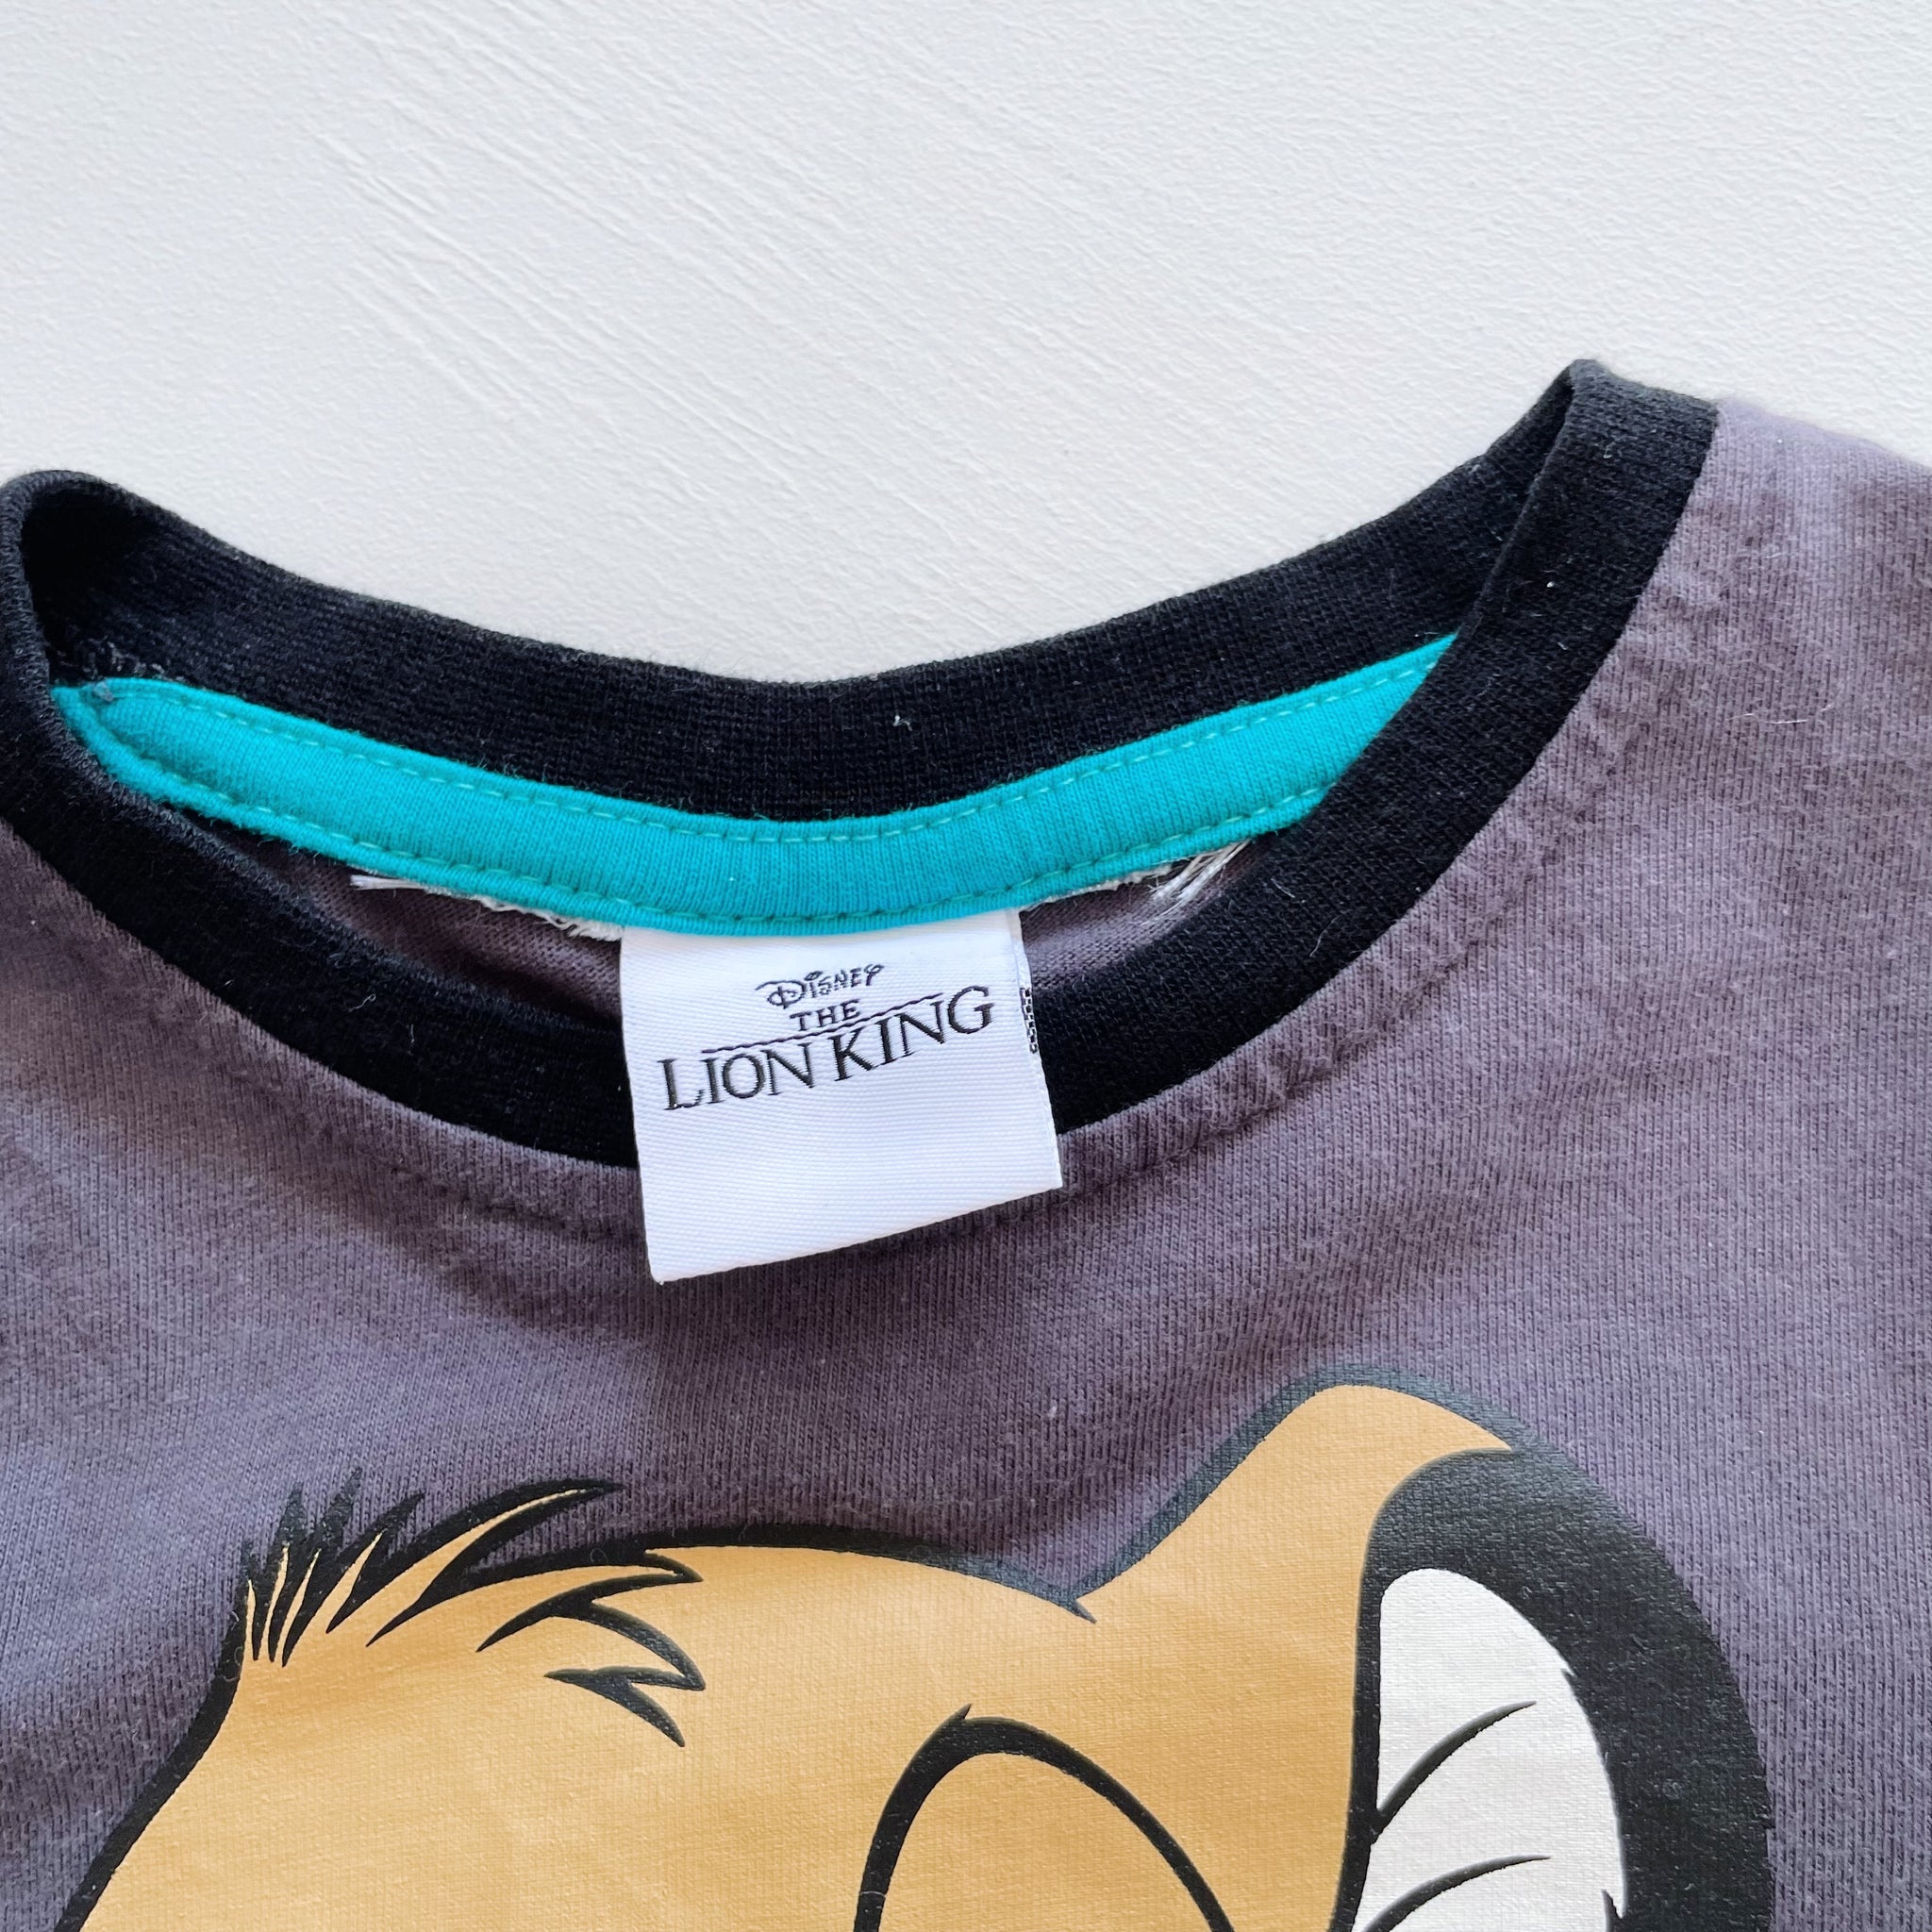 Disney
THE
LION KING